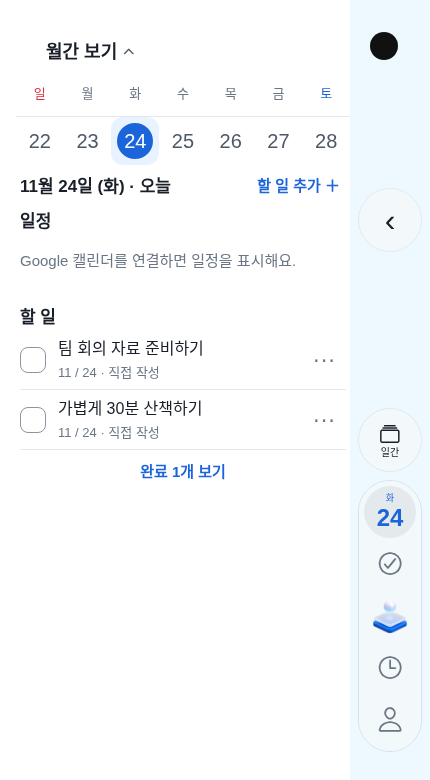 월간 보기
일 월 화 수 목 금 토
22 23 24 25 26 27 28
11월 24일 (화) · 오늘
할 일 추가
일정
Google 캘린더를 연결하면 일정을 표시해요.
할 일
팀 회의 자료 준비하기
11 / 24 · 직접 작성
가볍게 30분 산책하기
11 / 24 · 직접 작성
완료 1개 보기
일간
화
24